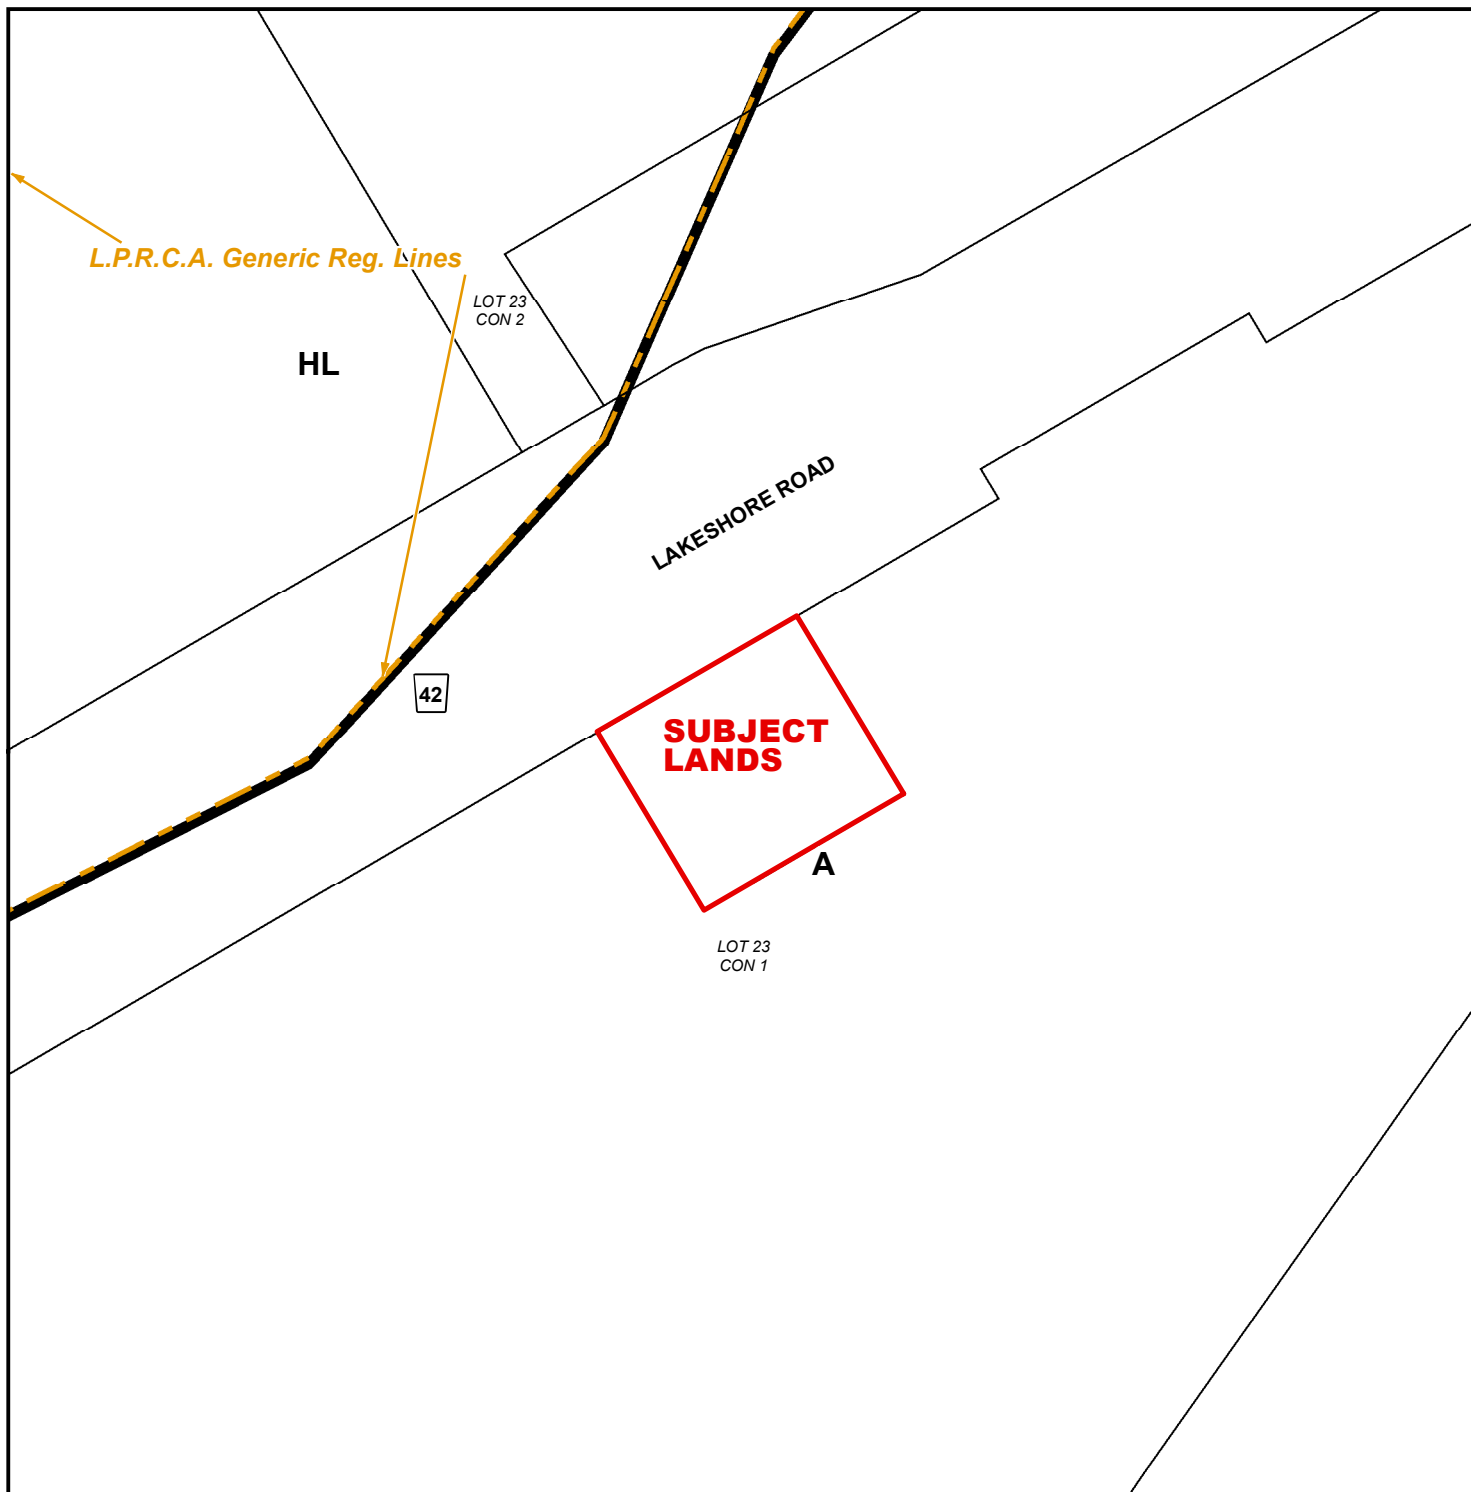 L.P.R.C.A. Generic Reg. Lines
LOT 23
CON 2
HL
LAKESHORE ROAD
42
SUBJECT
LANDS
A
LOT 23
CON 1